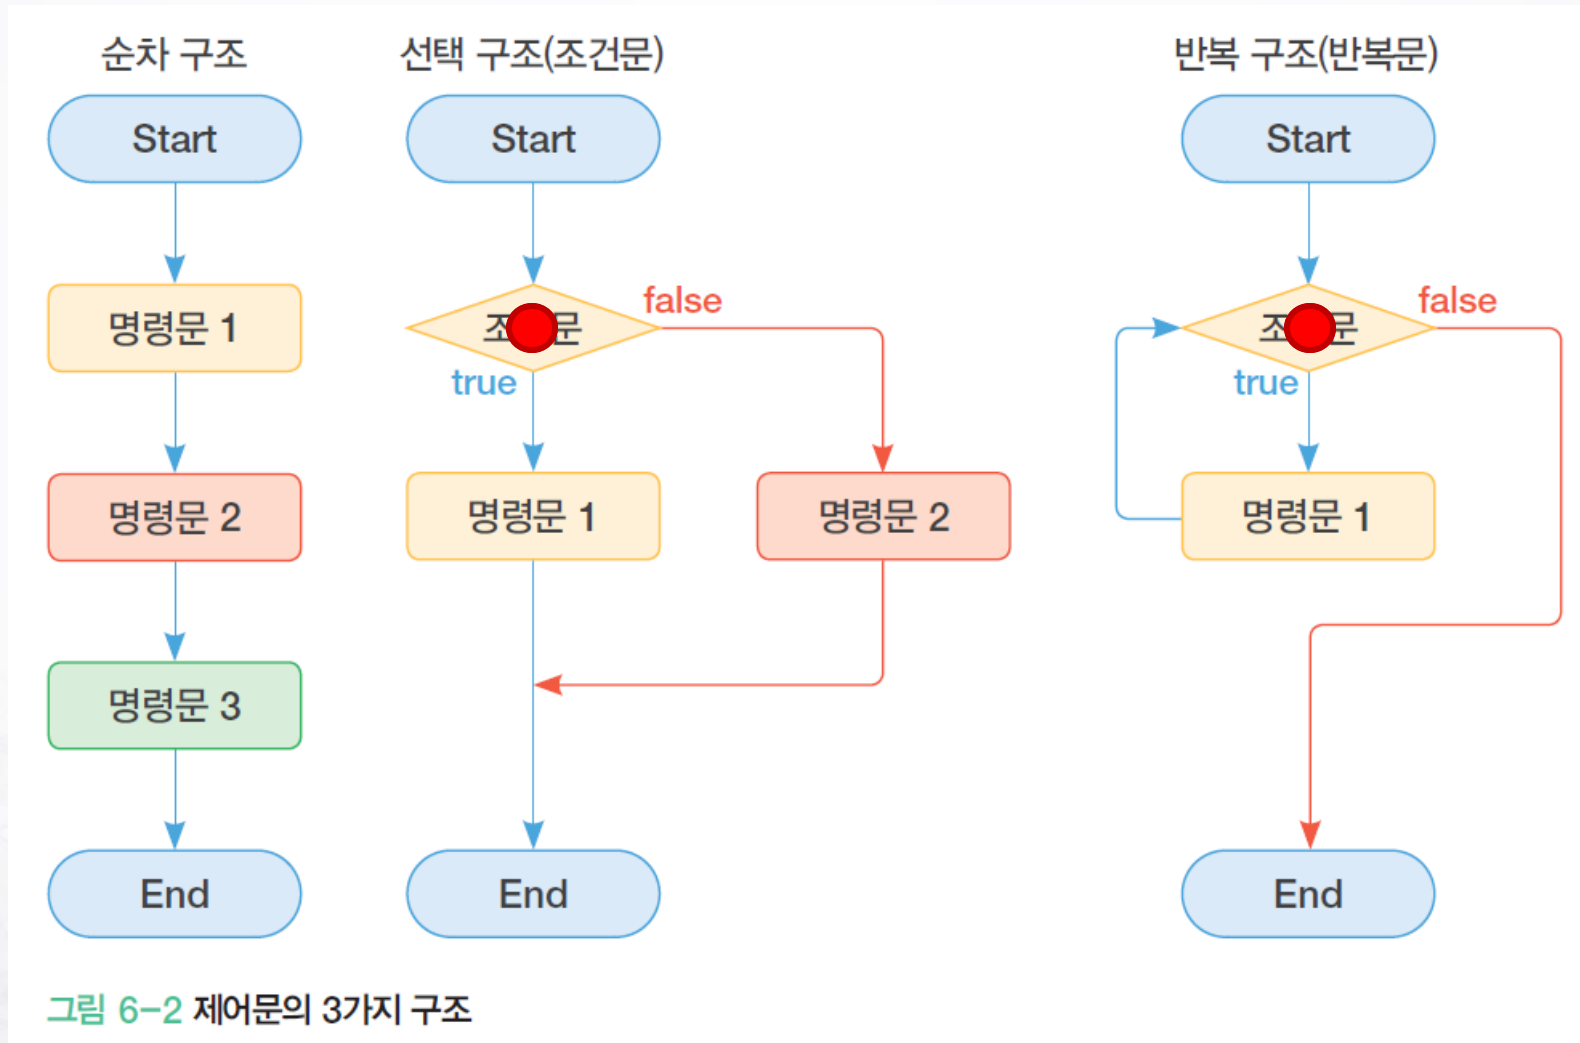 순차 구조
Start
명령문 1
명령문 2
명령문 3
End
선택 구조(조건문)
Start
false
true
명령문 1
명령문 2
End
반복 구조(반복문)
Start
false
true
명령문 1
End
그림 6-2 제어문의 3가지 구조